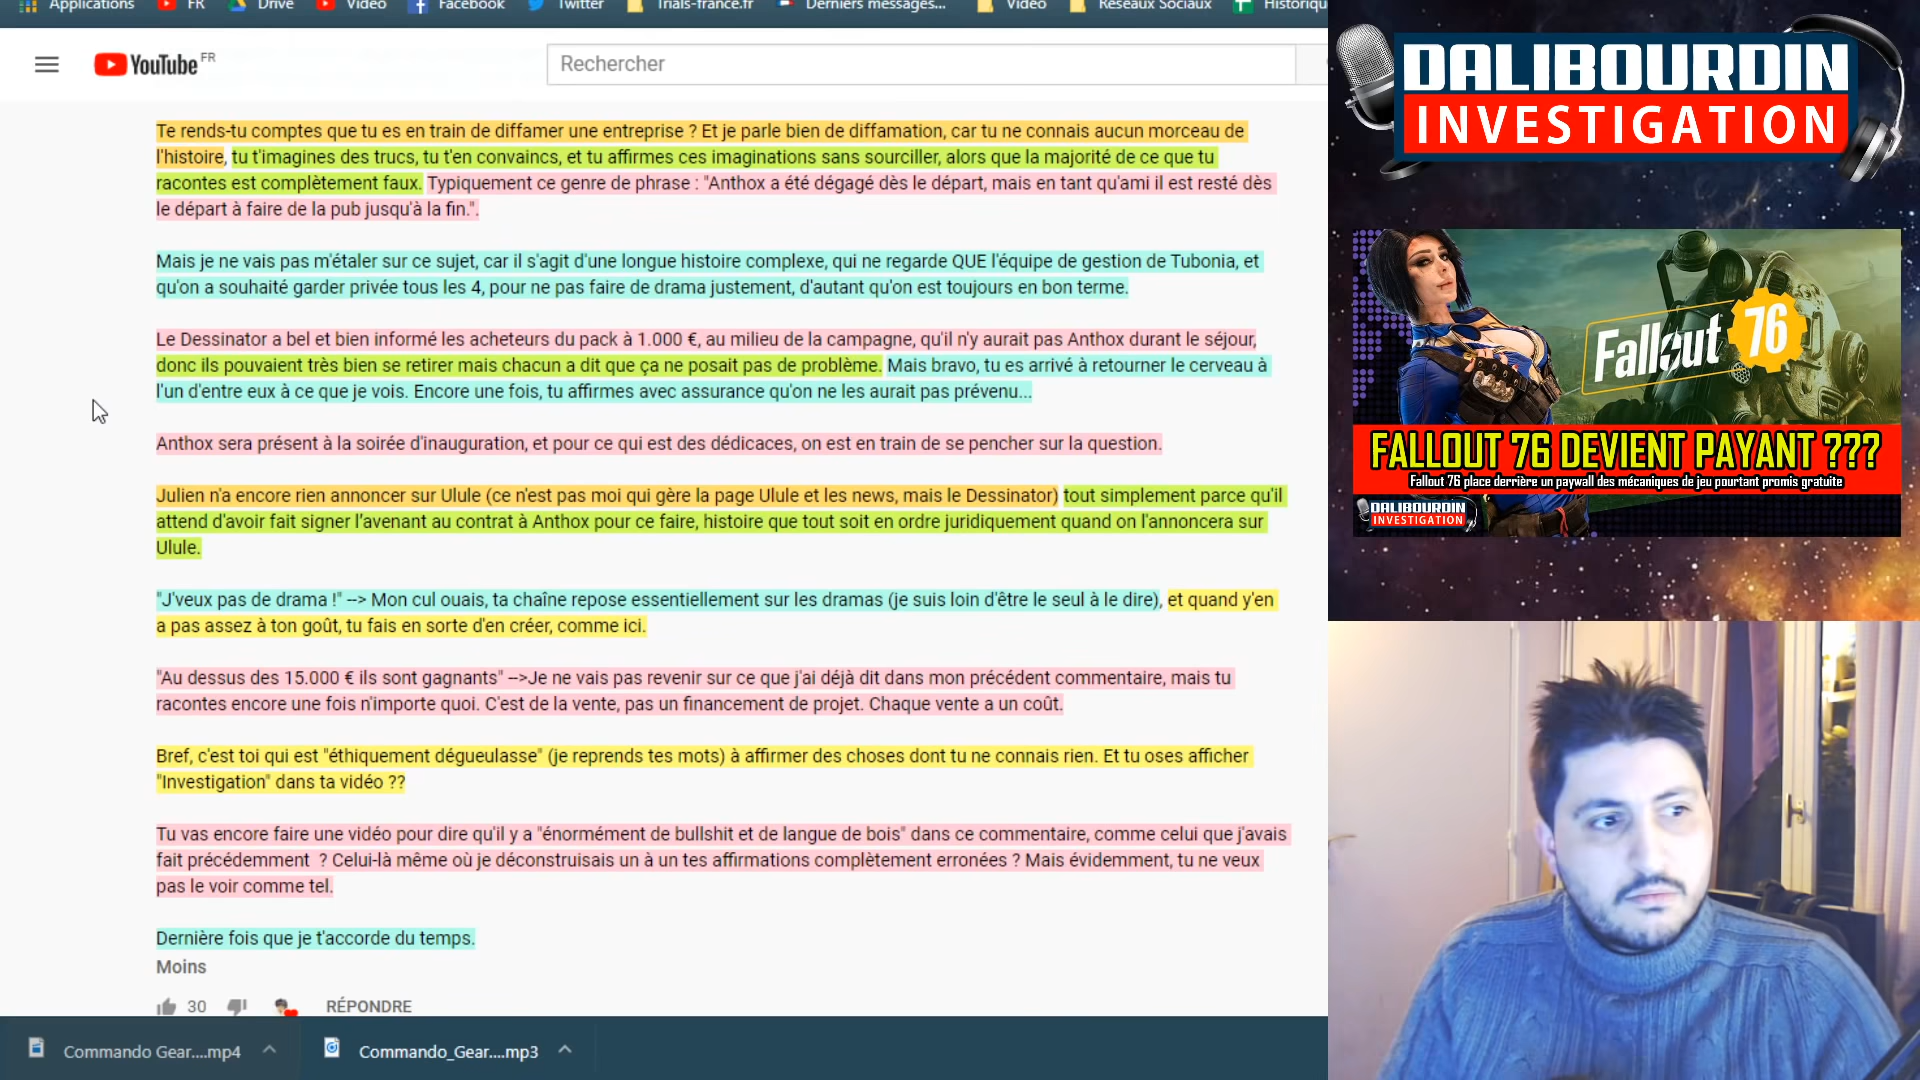 Applications
FR
Drive
Vidéo
Facebook
Twitter
Trials-france.fr
Derniers messages...
Vidéo
Réseaux Sociaux
YouTube FR
Rechercher
Te rends-tu comptes que tu es en train de diffamer une entreprise ? Et je parle bien de diffamation, car tu ne connais aucun morceau de
l'histoire, tu t'imagines des trucs, tu t'en convaincs, et tu affirmes ces imaginations sans sourciller, alors que la majorité de ce que tu
racontes est complètement faux. Typiquement ce genre de phrase : "Anthox a été dégagé dès le départ, mais en tant qu'ami il est resté dès
le départ à faire de la pub jusqu'à la fin.".
Mais je ne vais pas m'étaler sur ce sujet, car il s'agit d'une longue histoire complexe, qui ne regarde QUE l'équipe de gestion de Tubonia, et
qu'on a souhaité garder privée tous les 4, pour ne pas faire de drama justement, d'autant qu'on est toujours en bon terme.
Le Dessinator a bel et bien informé les acheteurs du pack à 1.000 €, au milieu de la campagne, qu'il n'y aurait pas Anthox durant le séjour,
donc ils pouvaient très bien se retirer mais chacun a dit que ça ne posait pas de problème. Mais bravo, tu es arrivé à retourner le cerveau à
l'un d'entre eux à ce que je vois. Encore une fois, tu affirmes avec assurance qu'on ne les aurait pas prévenu...
Anthox sera présent à la soirée d'inauguration, et pour ce qui est des dédicaces, on est en train de se pencher sur la question.
Julien n'a encore rien annoncer sur Ulule (ce n'est pas moi qui gère la page Ulule et les news, mais le Dessinator) tout simplement parce qu'il
attend d'avoir fait signer l'avenant au contrat à Anthox pour ce faire, histoire que tout soit en ordre juridiquement quand on l'annoncera sur
Ulule.
"J'veux pas de drama !" --> Mon cul ouais, ta chaîne repose essentiellement sur les dramas (je suis loin d'être le seul à le dire), et quand y'en
a pas assez à ton goût, tu fais en sorte d'en créer, comme ici.
"Au dessus des 15.000 € ils sont gagnants" -->Je ne vais pas revenir sur ce que j'ai déjà dit dans mon précédent commentaire, mais tu
racontes encore une fois n'importe quoi. C'est de la vente, pas un financement de projet. Chaque vente a un coût.
Bref, c'est toi qui est "éthiquement dégueulasse" (je reprends tes mots) à affirmer des choses dont tu ne connais rien. Et tu oses afficher
"Investigation" dans ta vidéo ??
Tu vas encore faire une vidéo pour dire qu'il y a "énormément de bullshit et de langue de bois" dans ce commentaire, comme celui que j'avais
fait précédemment  ? Celui-là même où je déconstruisais un à un tes affirmations complètement erronées ? Mais évidemment, tu ne veux
pas le voir comme tel.
Dernière fois que je t'accorde du temps.
Moins
30
RÉPONDRE
Commando Gear....mp4
Commando_Gear....mp3
DALIBOURDIN
INVESTIGATION
Fallout 76
FALLOUT 76 DEVIENT PAYANT ???
Fallout 76 place derrière un paywall des mécaniques de jeu pourtant promis gratuite
DALIBOURDIN
INVESTIGATION